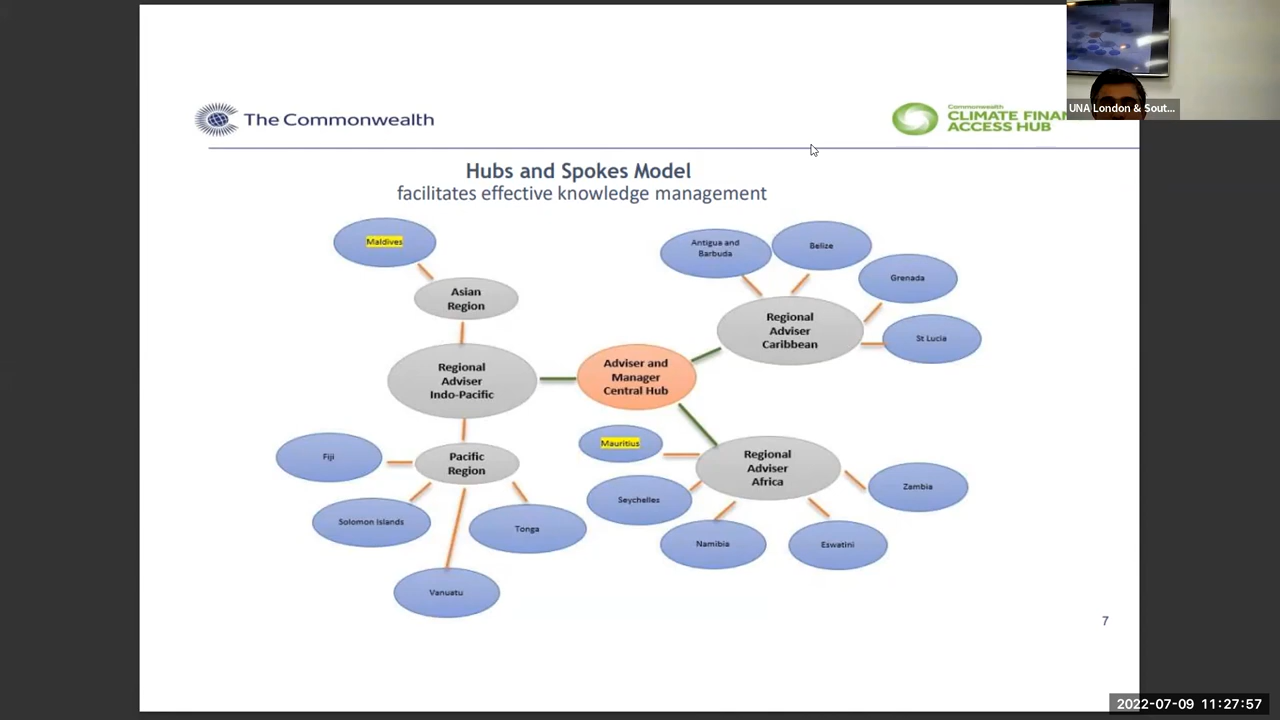 The Commonwealth
Commonwealth
CLIMATE FINAN
ACCESS HUB
UNA London & Sout...
Hubs and Spokes Model
facilitates effective knowledge management
Maldives
Asian
Region
Regional
Adviser
Indo-Pacific
Pacific
Region
Fiji
Solomon Islands
Vanuatu
Tonga
Adviser and
Manager
Central Hub
Antigua and
Barbuda
Belize
Grenada
St Lucia
Regional
Adviser
Caribbean
Mauritius
Seychelles
Namibia
Eswatini
Zambia
Regional
Adviser
Africa
7
2022-07-09 11:27:57